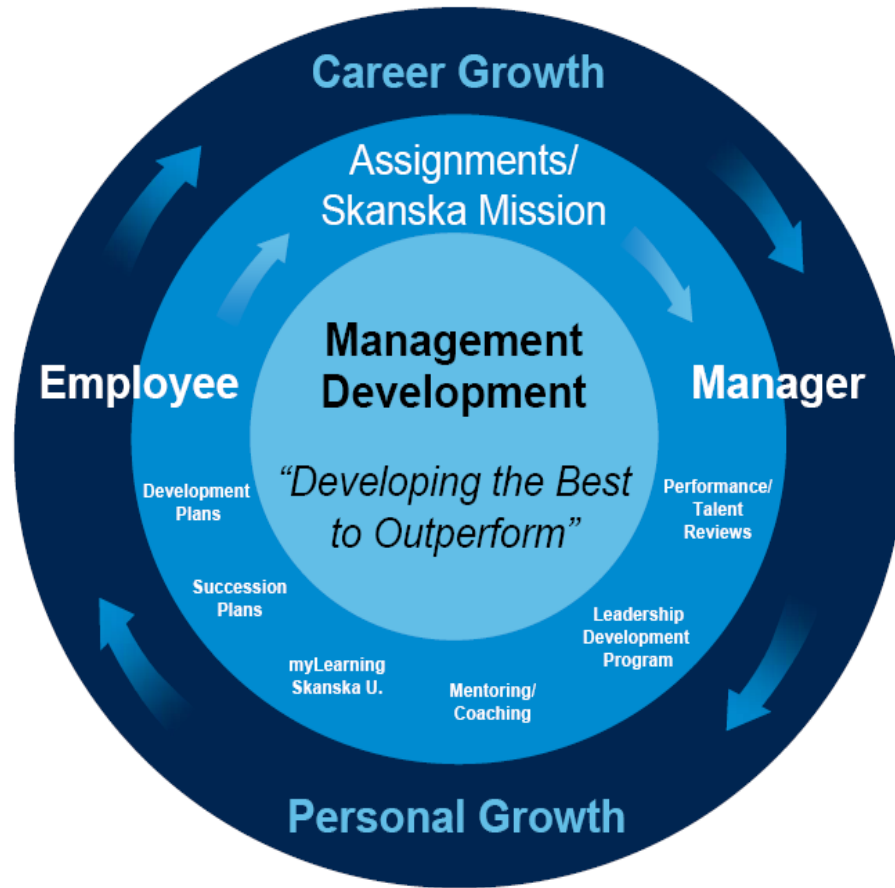 Career Growth
Assignments/
Skanska Mission
Management
Development
Employee
Manager
“Developing the Best
to Outperform”
Development
Plans
Performance/
Talent
Reviews
Succession
Plans
Leadership
Development
Program
myLearning
Skanska U.
Mentoring/
Coaching
Personal Growth